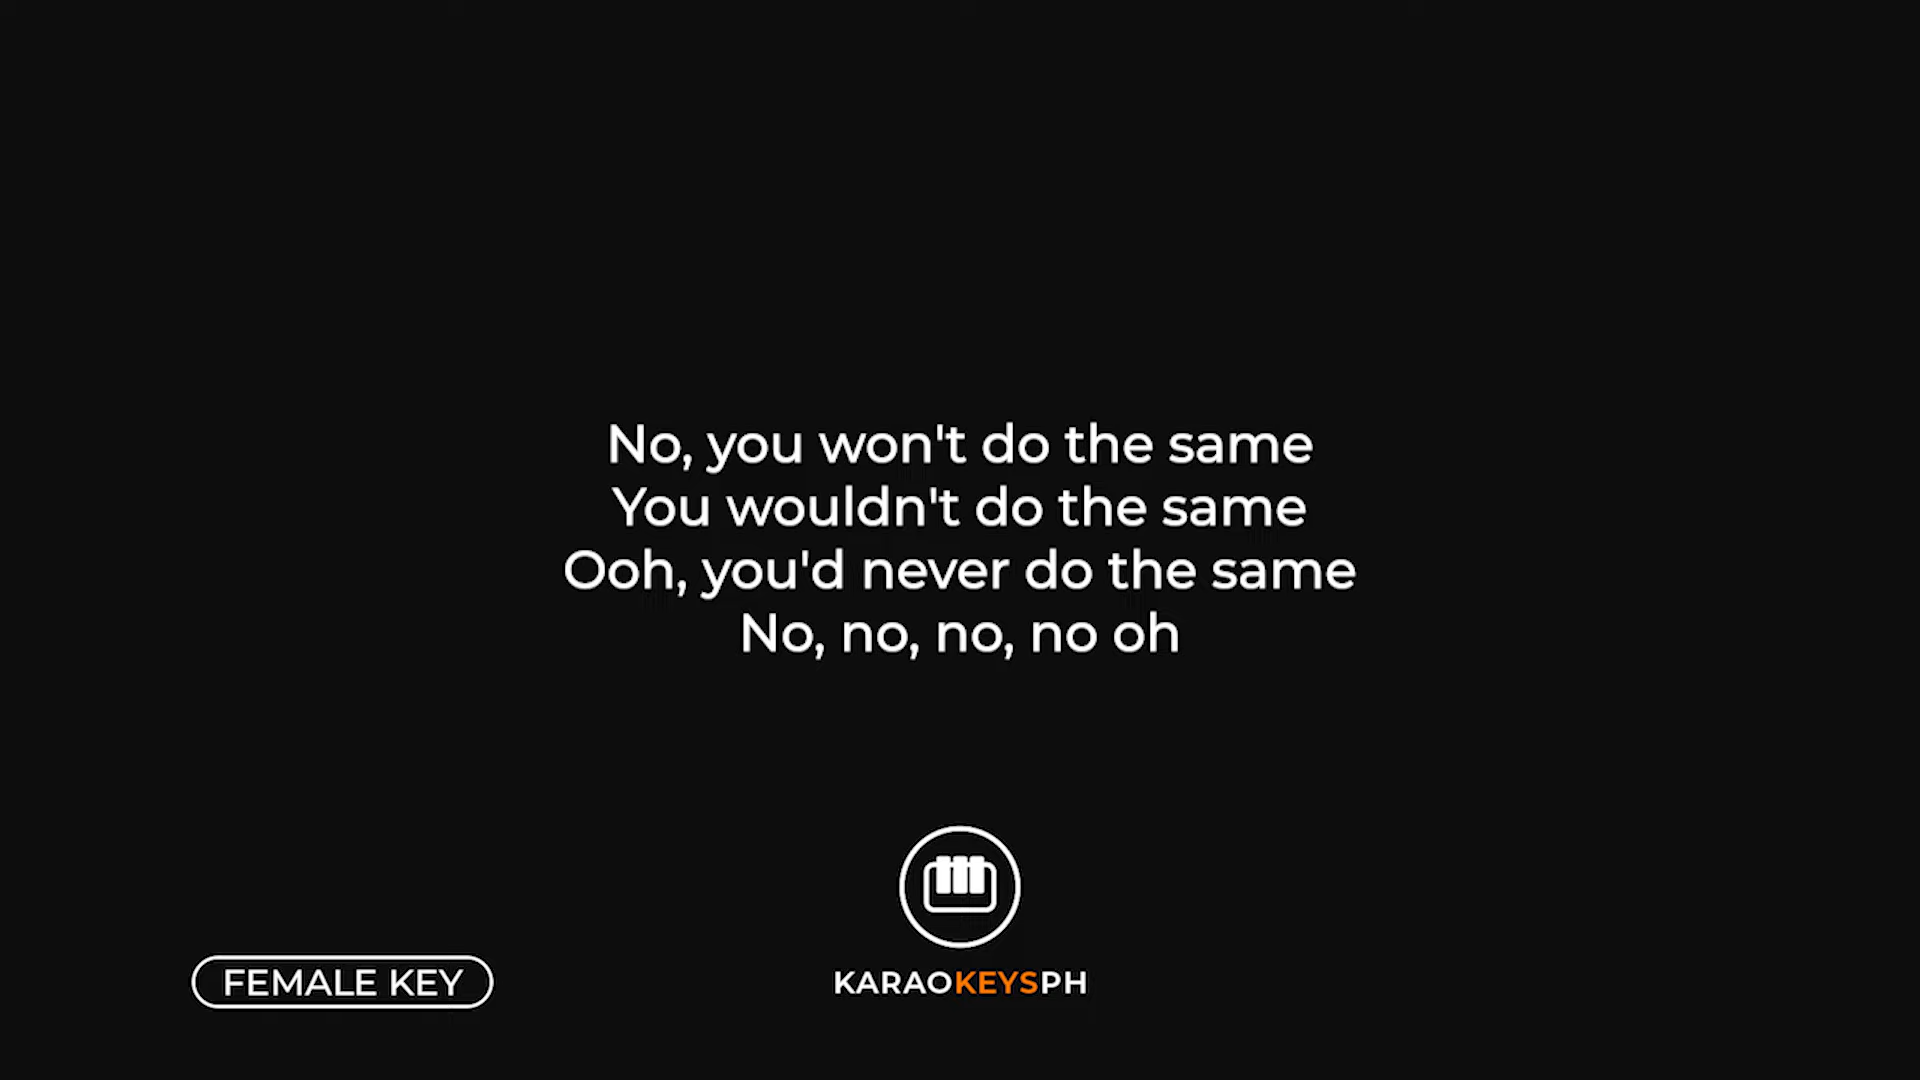 No, you won't do the same
You wouldn't do the same
Ooh, you'd never do the same
No, no, no, no oh
FEMALE KEY
KARAOKEYSPH